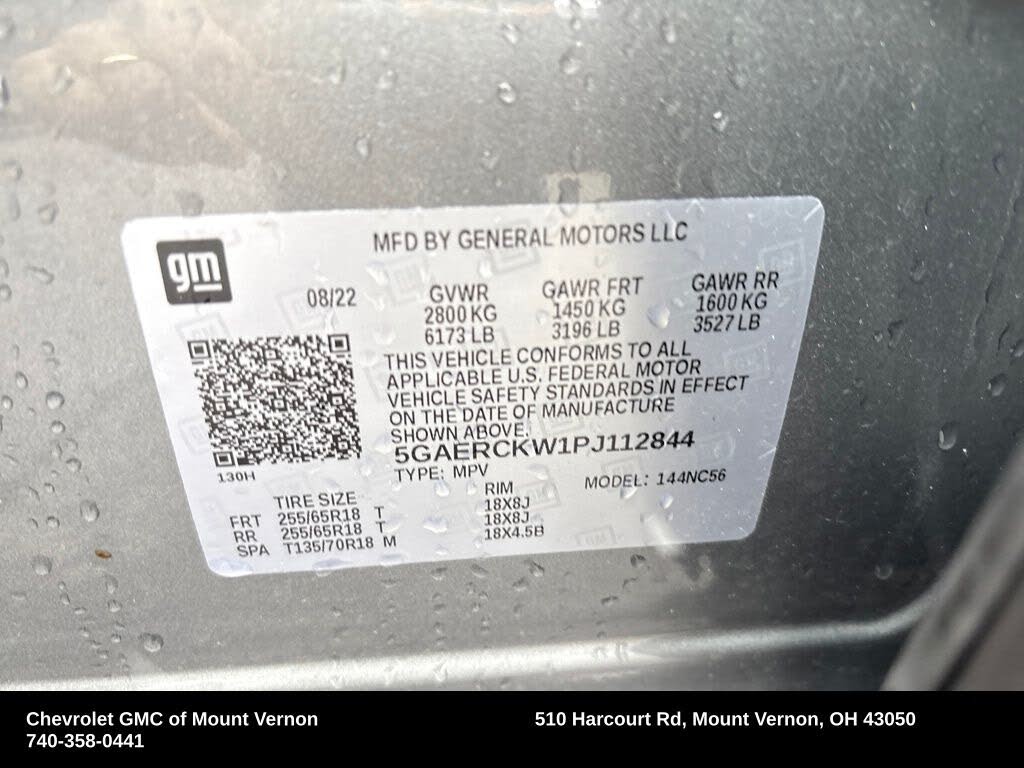 gm
MFD BY GENERAL MOTORS LLC
08/22
GVWR
2800 KG
6173 LB
GAWR FRT
1450 KG
3196 LB
GAWR RR
1600 KG
3527 LB
THIS VEHICLE CONFORMS TO ALL
APPLICABLE U.S. FEDERAL MOTOR
VEHICLE SAFETY STANDARDS IN EFFECT
ON THE DATE OF MANUFACTURE
SHOWN ABOVE.
5GAERCKW1PJ112844
TYPE: MPV
MODEL: 144NC56
130H
TIRE SIZE
RIM
FRT 255/65R18 T 18X8J
RR 255/65R18 T 18X8J
SPA T135/70R18 M 18X4.5B
Chevrolet GMC of Mount Vernon
740-358-0441
510 Harcourt Rd, Mount Vernon, OH 43050